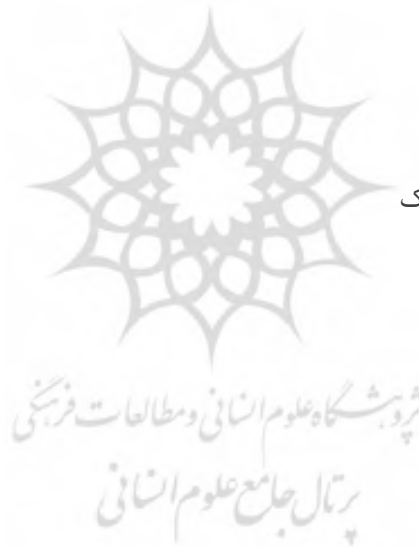 ک
پژوهشگاه علوم انسانی و مطالعات فرهنگی
پرتال جامع علوم انسانی